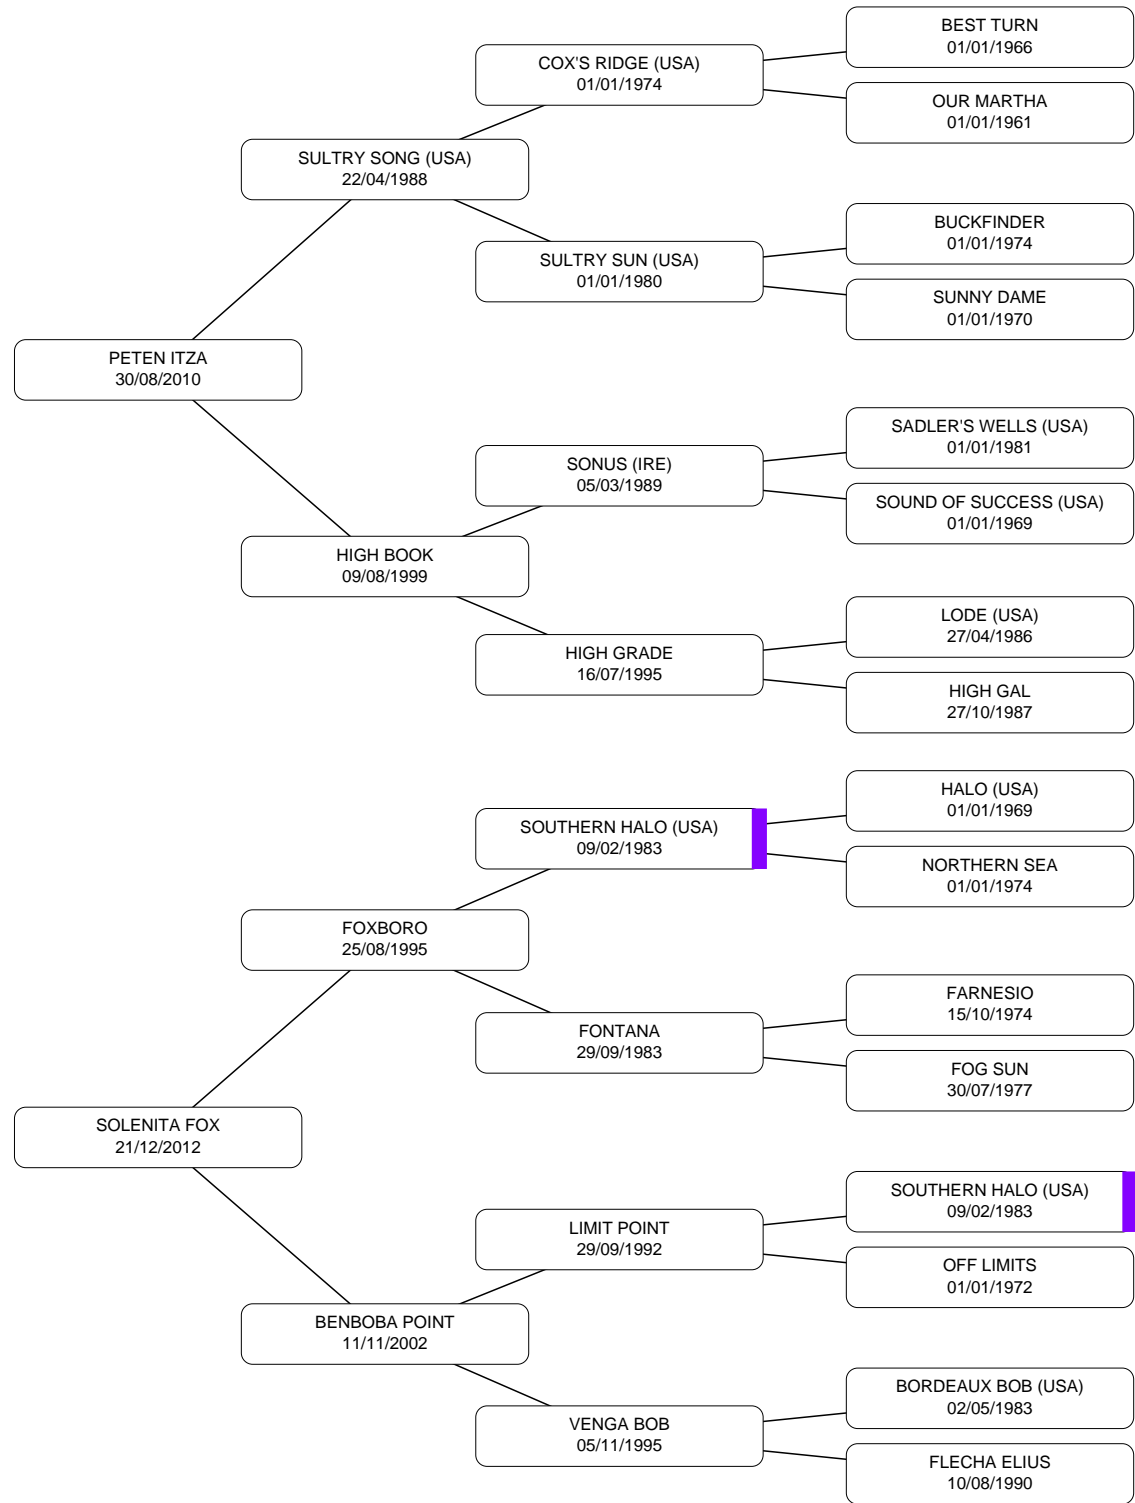 BEST TURN
01/01/1966
COX'S RIDGE (USA)
01/01/1974
OUR MARTHA
01/01/1961
SULTRY SONG (USA)
22/04/1988
BUCKFINDER
01/01/1974
SULTRY SUN (USA)
01/01/1980
SUNNY DAME
01/01/1970
PETEN ITZA
30/08/2010
SADLER'S WELLS (USA)
01/01/1981
SONUS (IRE)
05/03/1989
SOUND OF SUCCESS (USA)
01/01/1969
HIGH BOOK
09/08/1999
LODE (USA)
27/04/1986
HIGH GRADE
16/07/1995
HIGH GAL
27/10/1987
HALO (USA)
01/01/1969
SOUTHERN HALO (USA)
09/02/1983
NORTHERN SEA
01/01/1974
FOXBORO
25/08/1995
FARNESIO
15/10/1974
FONTANA
29/09/1983
FOG SUN
30/07/1977
SOLENITA FOX
21/12/2012
SOUTHERN HALO (USA)
09/02/1983
LIMIT POINT
29/09/1992
OFF LIMITS
01/01/1972
BENBOBA POINT
11/11/2002
BORDEAUX BOB (USA)
02/05/1983
VENGA BOB
05/11/1995
FLECHA ELIUS
10/08/1990